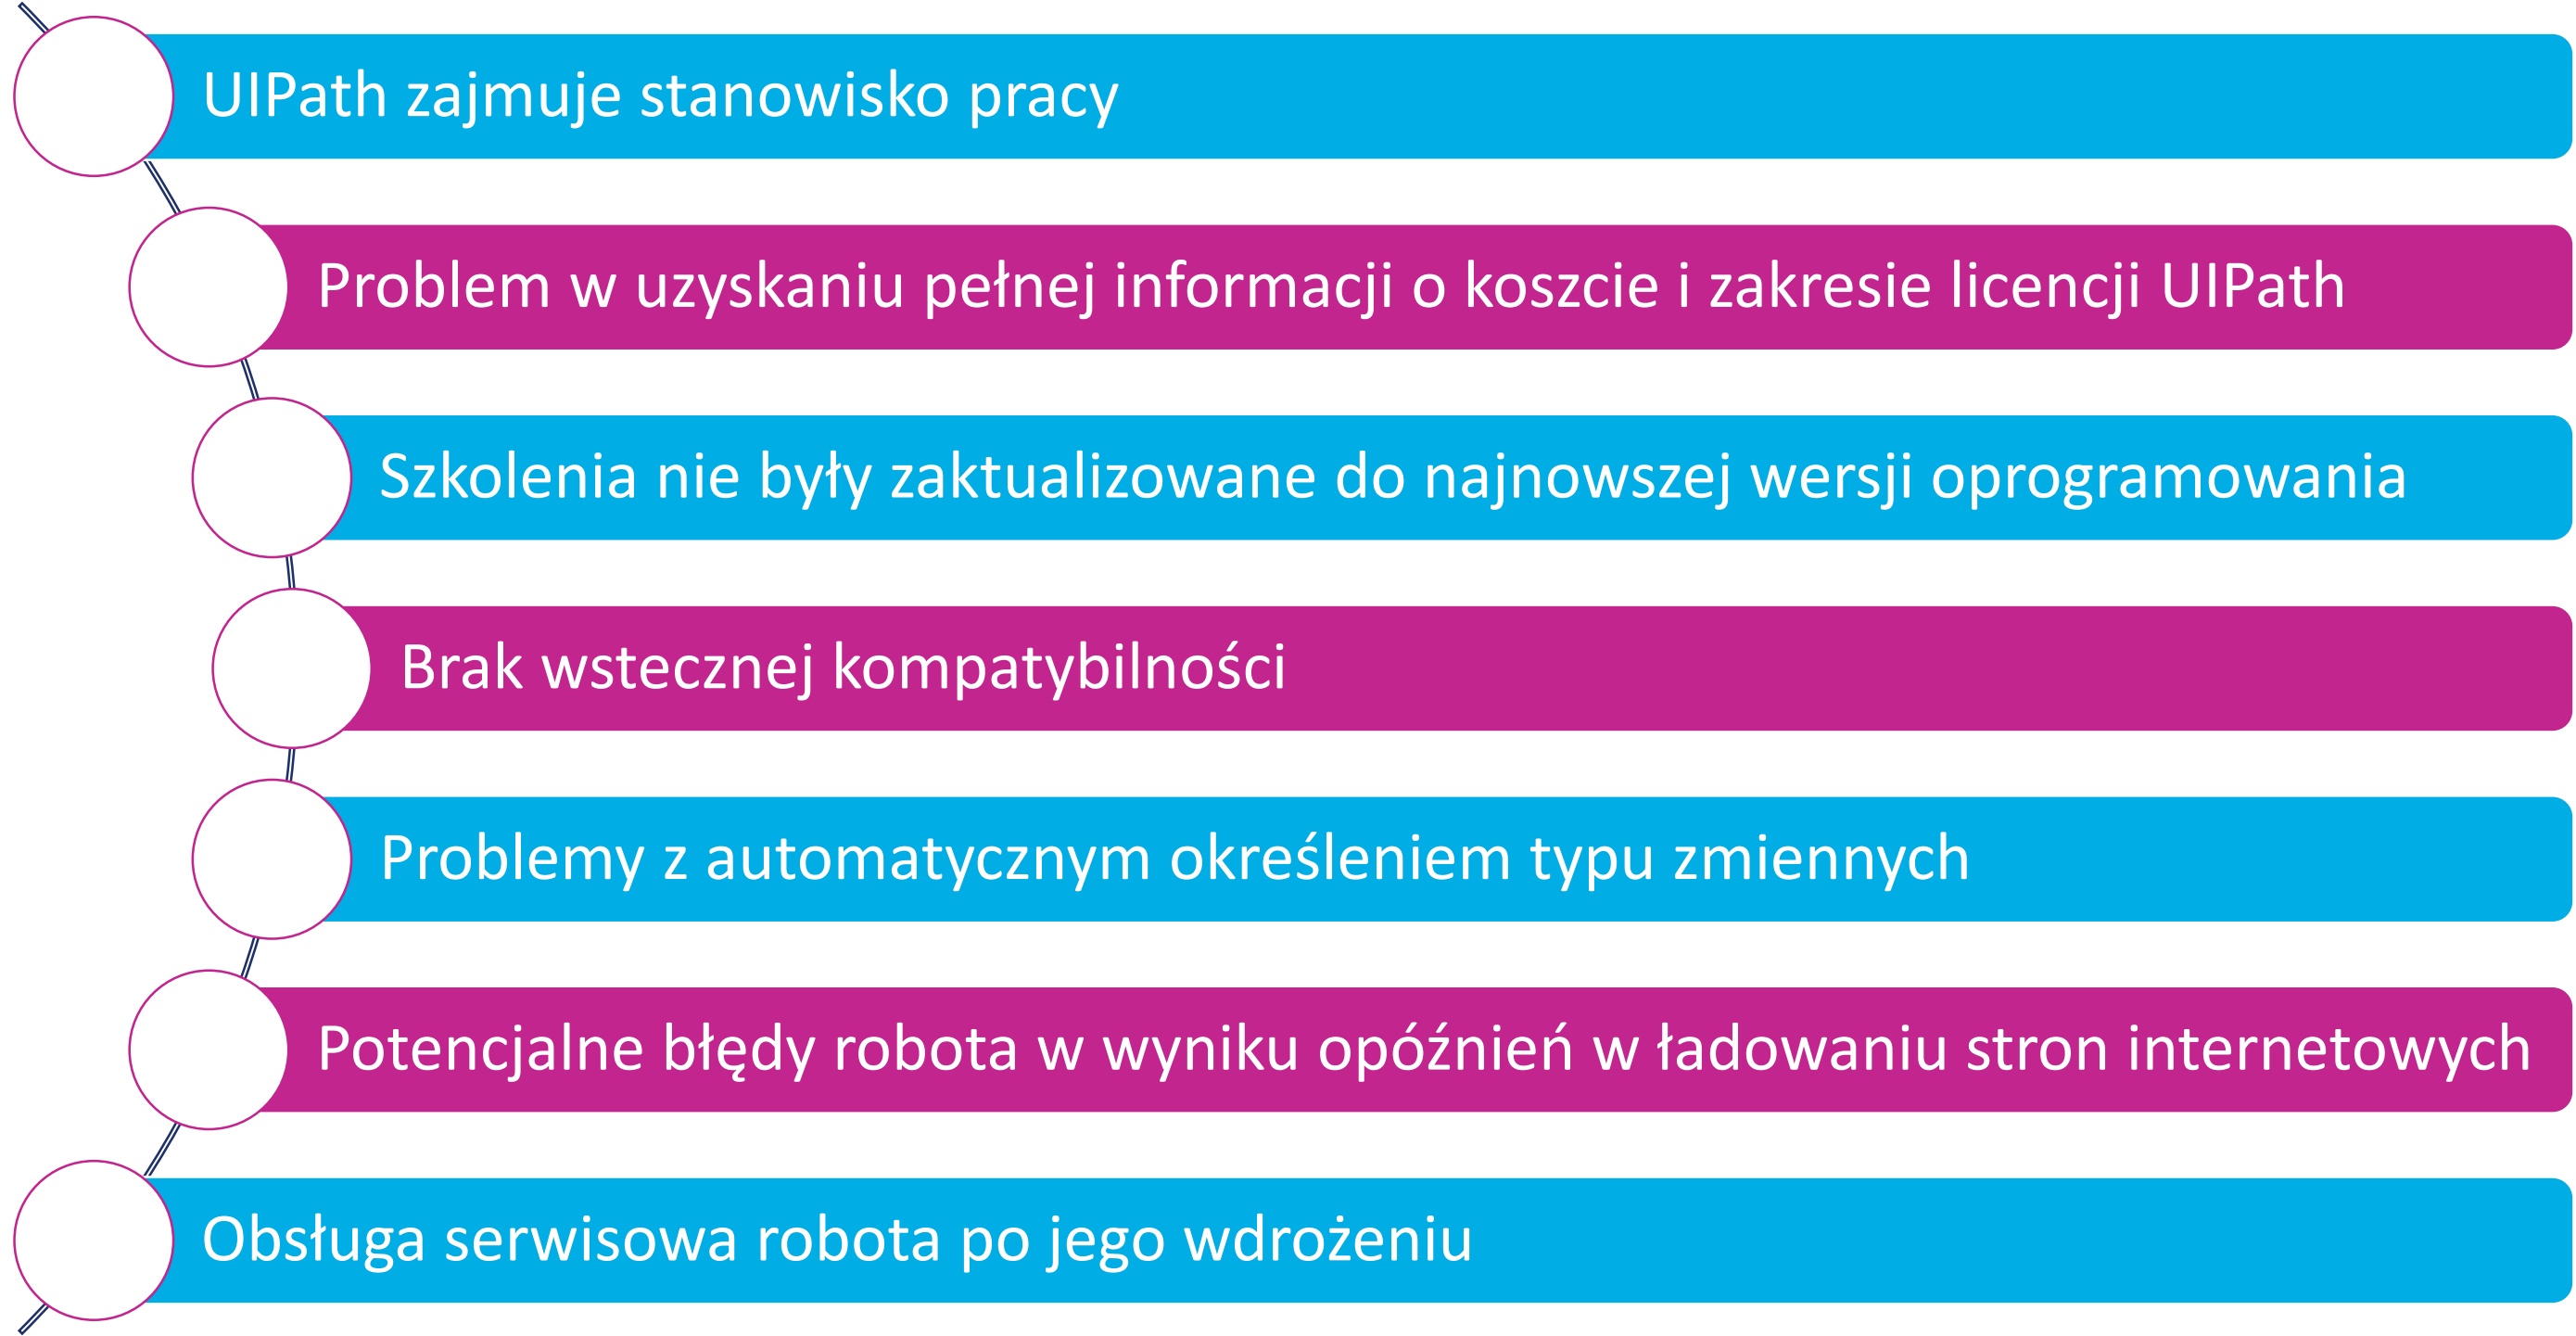 UIPath zajmuje stanowisko pracy
Problem w uzyskaniu pełnej informacji o koszcie i zakresie licencji UIPath
Szkolenia nie były zaktualizowane do najnowszej wersji oprogramowania
Brak wstecznej kompatybilności
Problemy z automatycznym określeniem typu zmiennych
Potencjalne błędy robota w wyniku opóźnień w ładowaniu stron internetowych
Obsługa serwisowa robota po jego wdrożeniu